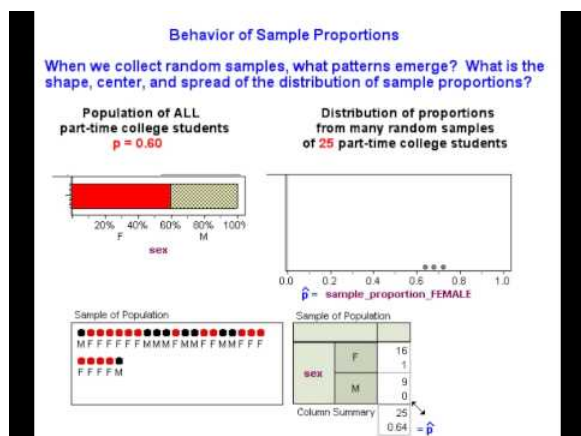 Behavior of Sample Proportions
When we collect random samples, what patterns emerge? What is the
shape, center, and spread of the distribution of sample proportions?
Population of ALL
part-time college students
p = 0.60
20% 40% 60% 80% 100%
F M
sex
Distribution of proportions
from many random samples
of 25 part-time college students
0.0 0.2 0.4 0.6 0.8 1.0
p̂ = sample_proportion_FEMALE
Sample of Population
M F F F F F F M M M F M M F F M M F F F
F F F F M
Sample of Population
sex
F 16
1
M 9
0
Column Summary 25
0.64 = p̂